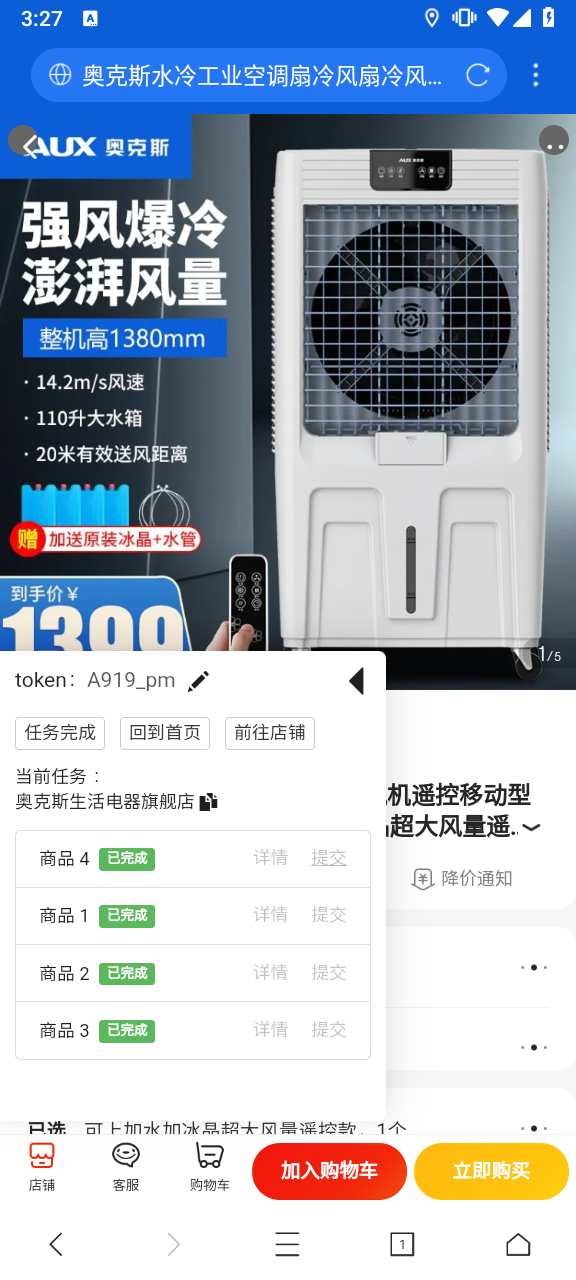 3:27
A
奥克斯水冷工业空调扇冷风扇冷风...
AUX 奥克斯
AUX
强风爆冷
澎湃风量
整机高1380mm
· 14.2m/s风速
· 110升大水箱
· 20米有效送风距离
赠 加送原装冰晶+水管
到手价¥
1399
1/5
token: A919_pm
任务完成 回到首页 前往店铺
当前任务：
奥克斯生活电器旗舰店
机遥控移动型
超大风量遥..
降价通知
商品 4 已完成 详情 提交
商品 1 已完成 详情 提交
商品 2 已完成 详情 提交
商品 3 已完成 详情 提交
已选 可上加水加冰晶超大风量遥控款，1个
店铺 客服 购物车 加入购物车 立即购买
1